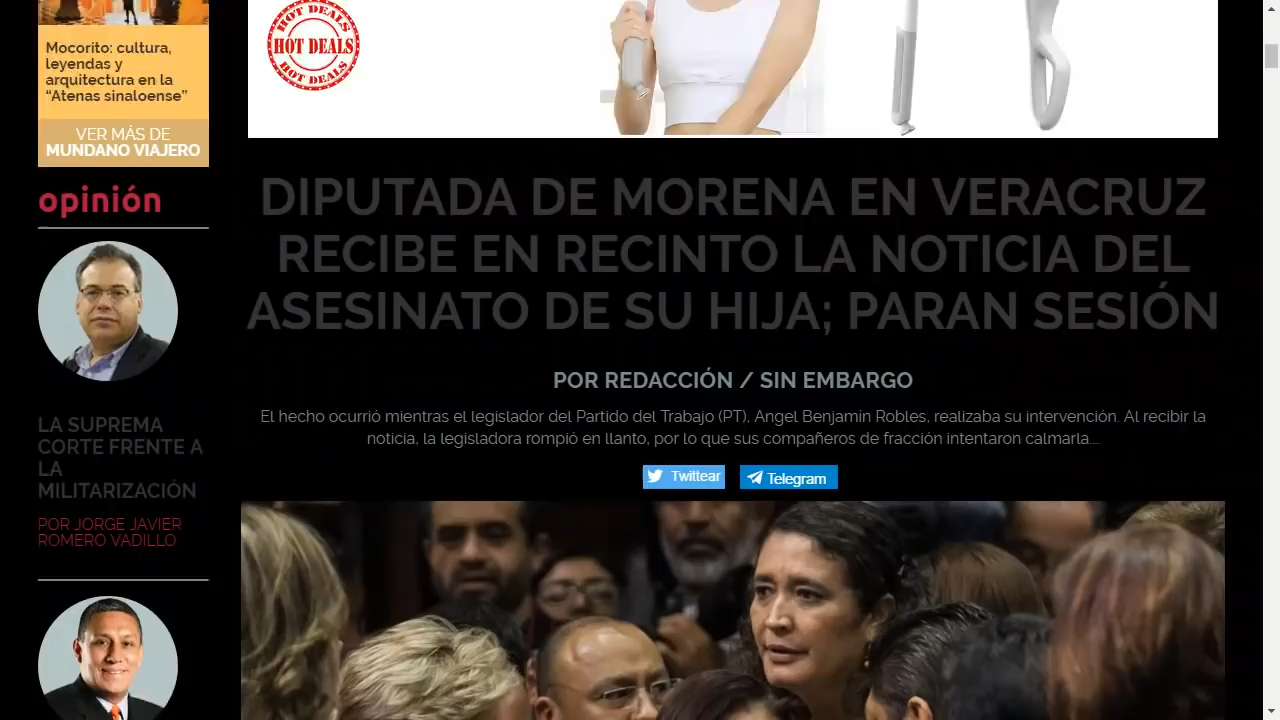 Mocorito: cultura,
leyendas y
arquitectura en la
“Atenas sinaloense”
VER MÁS DE
MUNDANO VIAJERO
opinión
LA SUPREMA
CORTE FRENTE A
LA
MILITARIZACIÓN
POR JORGE JAVIER
ROMERO VADILLO
HOT DEALS
HOT DEALS
HOT DEALS
DIPUTADA DE MORENA EN VERACRUZ
RECIBE EN RECINTO LA NOTICIA DEL
ASESINATO DE SU HIJA; PARAN SESIÓN
POR REDACCIÓN / SIN EMBARGO
El hecho ocurrió mientras el legislador del Partido del Trabajo (PT), Angel Benjamín Robles, realizaba su intervención. Al recibir la
noticia, la legisladora rompió en llanto, por lo que sus compañeros de fracción intentaron calmarla....
Twittear
Telegram